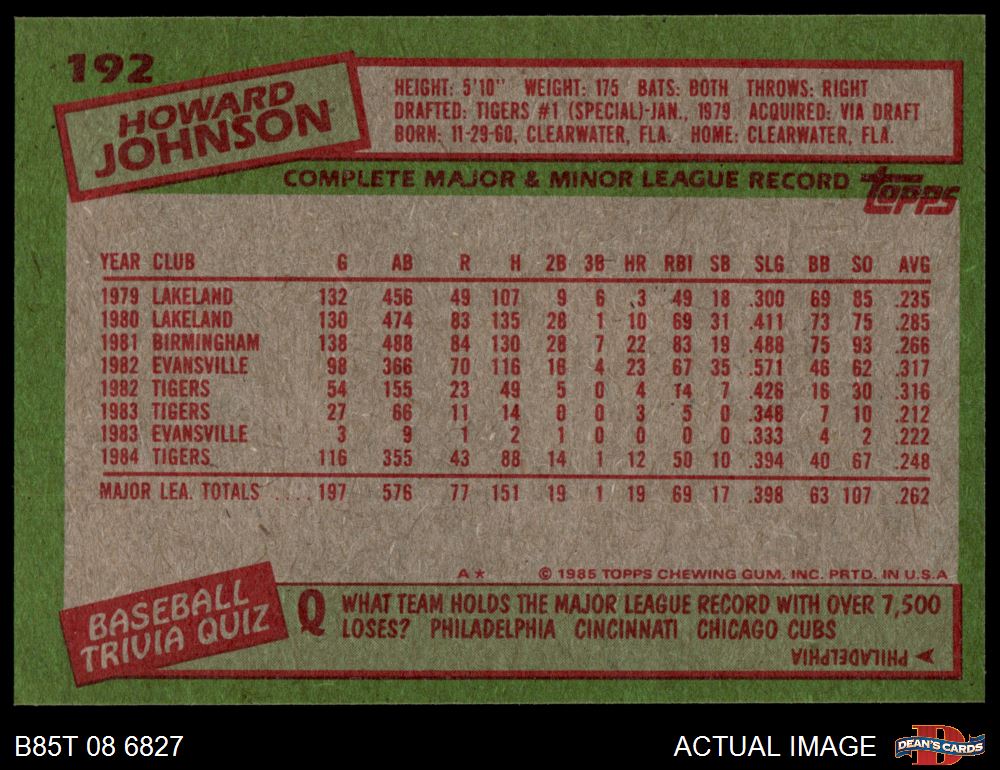 192
HOWARD
JOHNSON
HEIGHT: 5'10" WEIGHT: 175 BATS: BOTH THROWS: RIGHT
DRAFTED: TIGERS #1 (SPECIAL)-JAN., 1979 ACQUIRED: VIA DRAFT
BORN: 11-29-60, CLEARWATER, FLA. HOME: CLEARWATER, FLA.
COMPLETE MAJOR & MINOR LEAGUE RECORD topps
YEAR CLUB G AB R H 2B 3B HR RBI SB SLG BB SO AVG
1979 LAKELAND 132 456 49 107 9 6 3 49 18 .300 69 85 .235
1980 LAKELAND 130 474 83 135 28 1 10 69 31 .411 73 75 .285
1981 BIRMINGHAM 138 488 84 130 28 7 22 83 19 .488 75 93 .266
1982 EVANSVILLE 98 366 70 116 16 4 23 67 35 .571 46 62 .317
1982 TIGERS 54 155 23 49 5 0 4 14 7 .426 16 30 .316
1983 TIGERS 27 66 11 14 0 0 3 5 0 .348 7 10 .212
1983 EVANSVILLE 3 9 1 2 1 0 0 0 0 .333 4 2 .222
1984 TIGERS 116 355 43 88 14 1 12 50 10 .394 40 67 .248
MAJOR LEA. TOTALS .... 197 576 77 151 19 1 19 69 17 .398 63 107 .262
A* © 1985 TOPPS CHEWING GUM, INC. PRTD. IN U.S.A
BASEBALL
TRIVIA QUIZ
Q WHAT TEAM HOLDS THE MAJOR LEAGUE RECORD WITH OVER 7,500
LOSES? PHILADELPHIA CINCINNATI CHICAGO CUBS
PHILADELPHIA
B85T 08 6827
ACTUAL IMAGE
DEAN'S CARDS